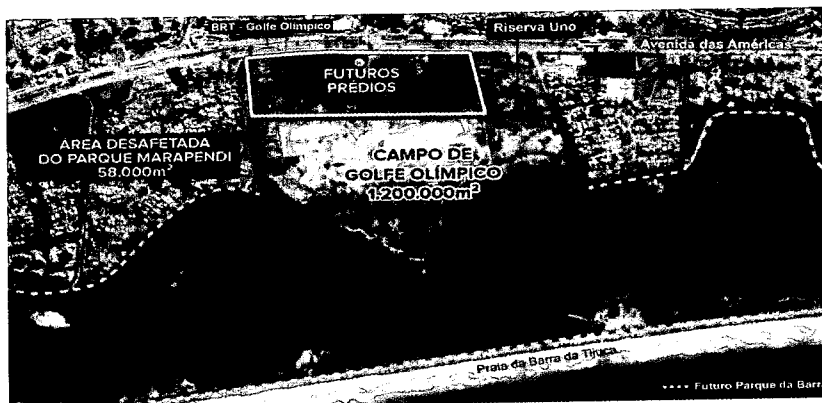 BRT - Golfe Olímpico
Riserva Uno
Avenida das Américas
FUTUROS
PRÉDIOS
ÁREA DESAFETADA
DO PARQUE MARAPENDI
58.000m²
CAMPO DE
GOLFE OLÍMPICO
1.200.000m²
Praia da Barra da Tijuca
Futuro Parque da Barra